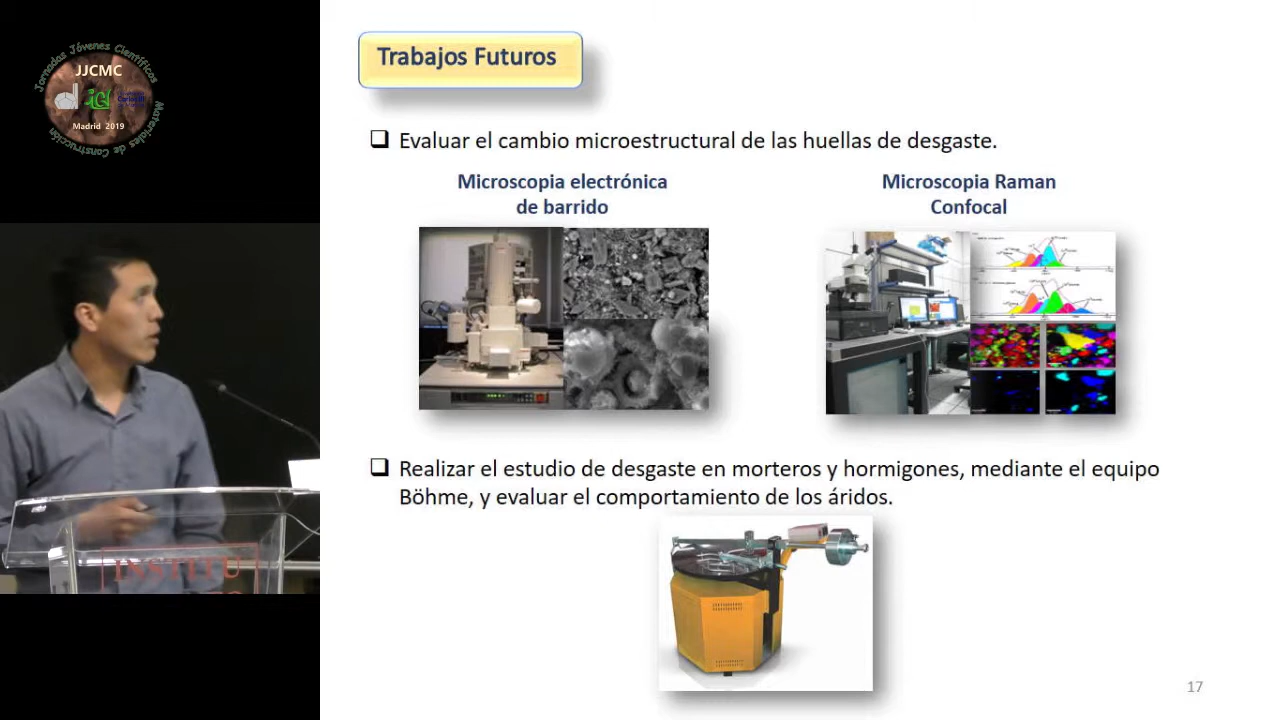 Jornadas Jóvenes Científicos
JJCMC
Madrid 2019
Materiales de Construcción
Trabajos Futuros
Evaluar el cambio microestructural de las huellas de desgaste.
Microscopia electrónica
de barrido
Microscopia Raman
Confocal
Realizar el estudio de desgaste en morteros y hormigones, mediante el equipo
Böhme, y evaluar el comportamiento de los áridos.
INSTITU
17